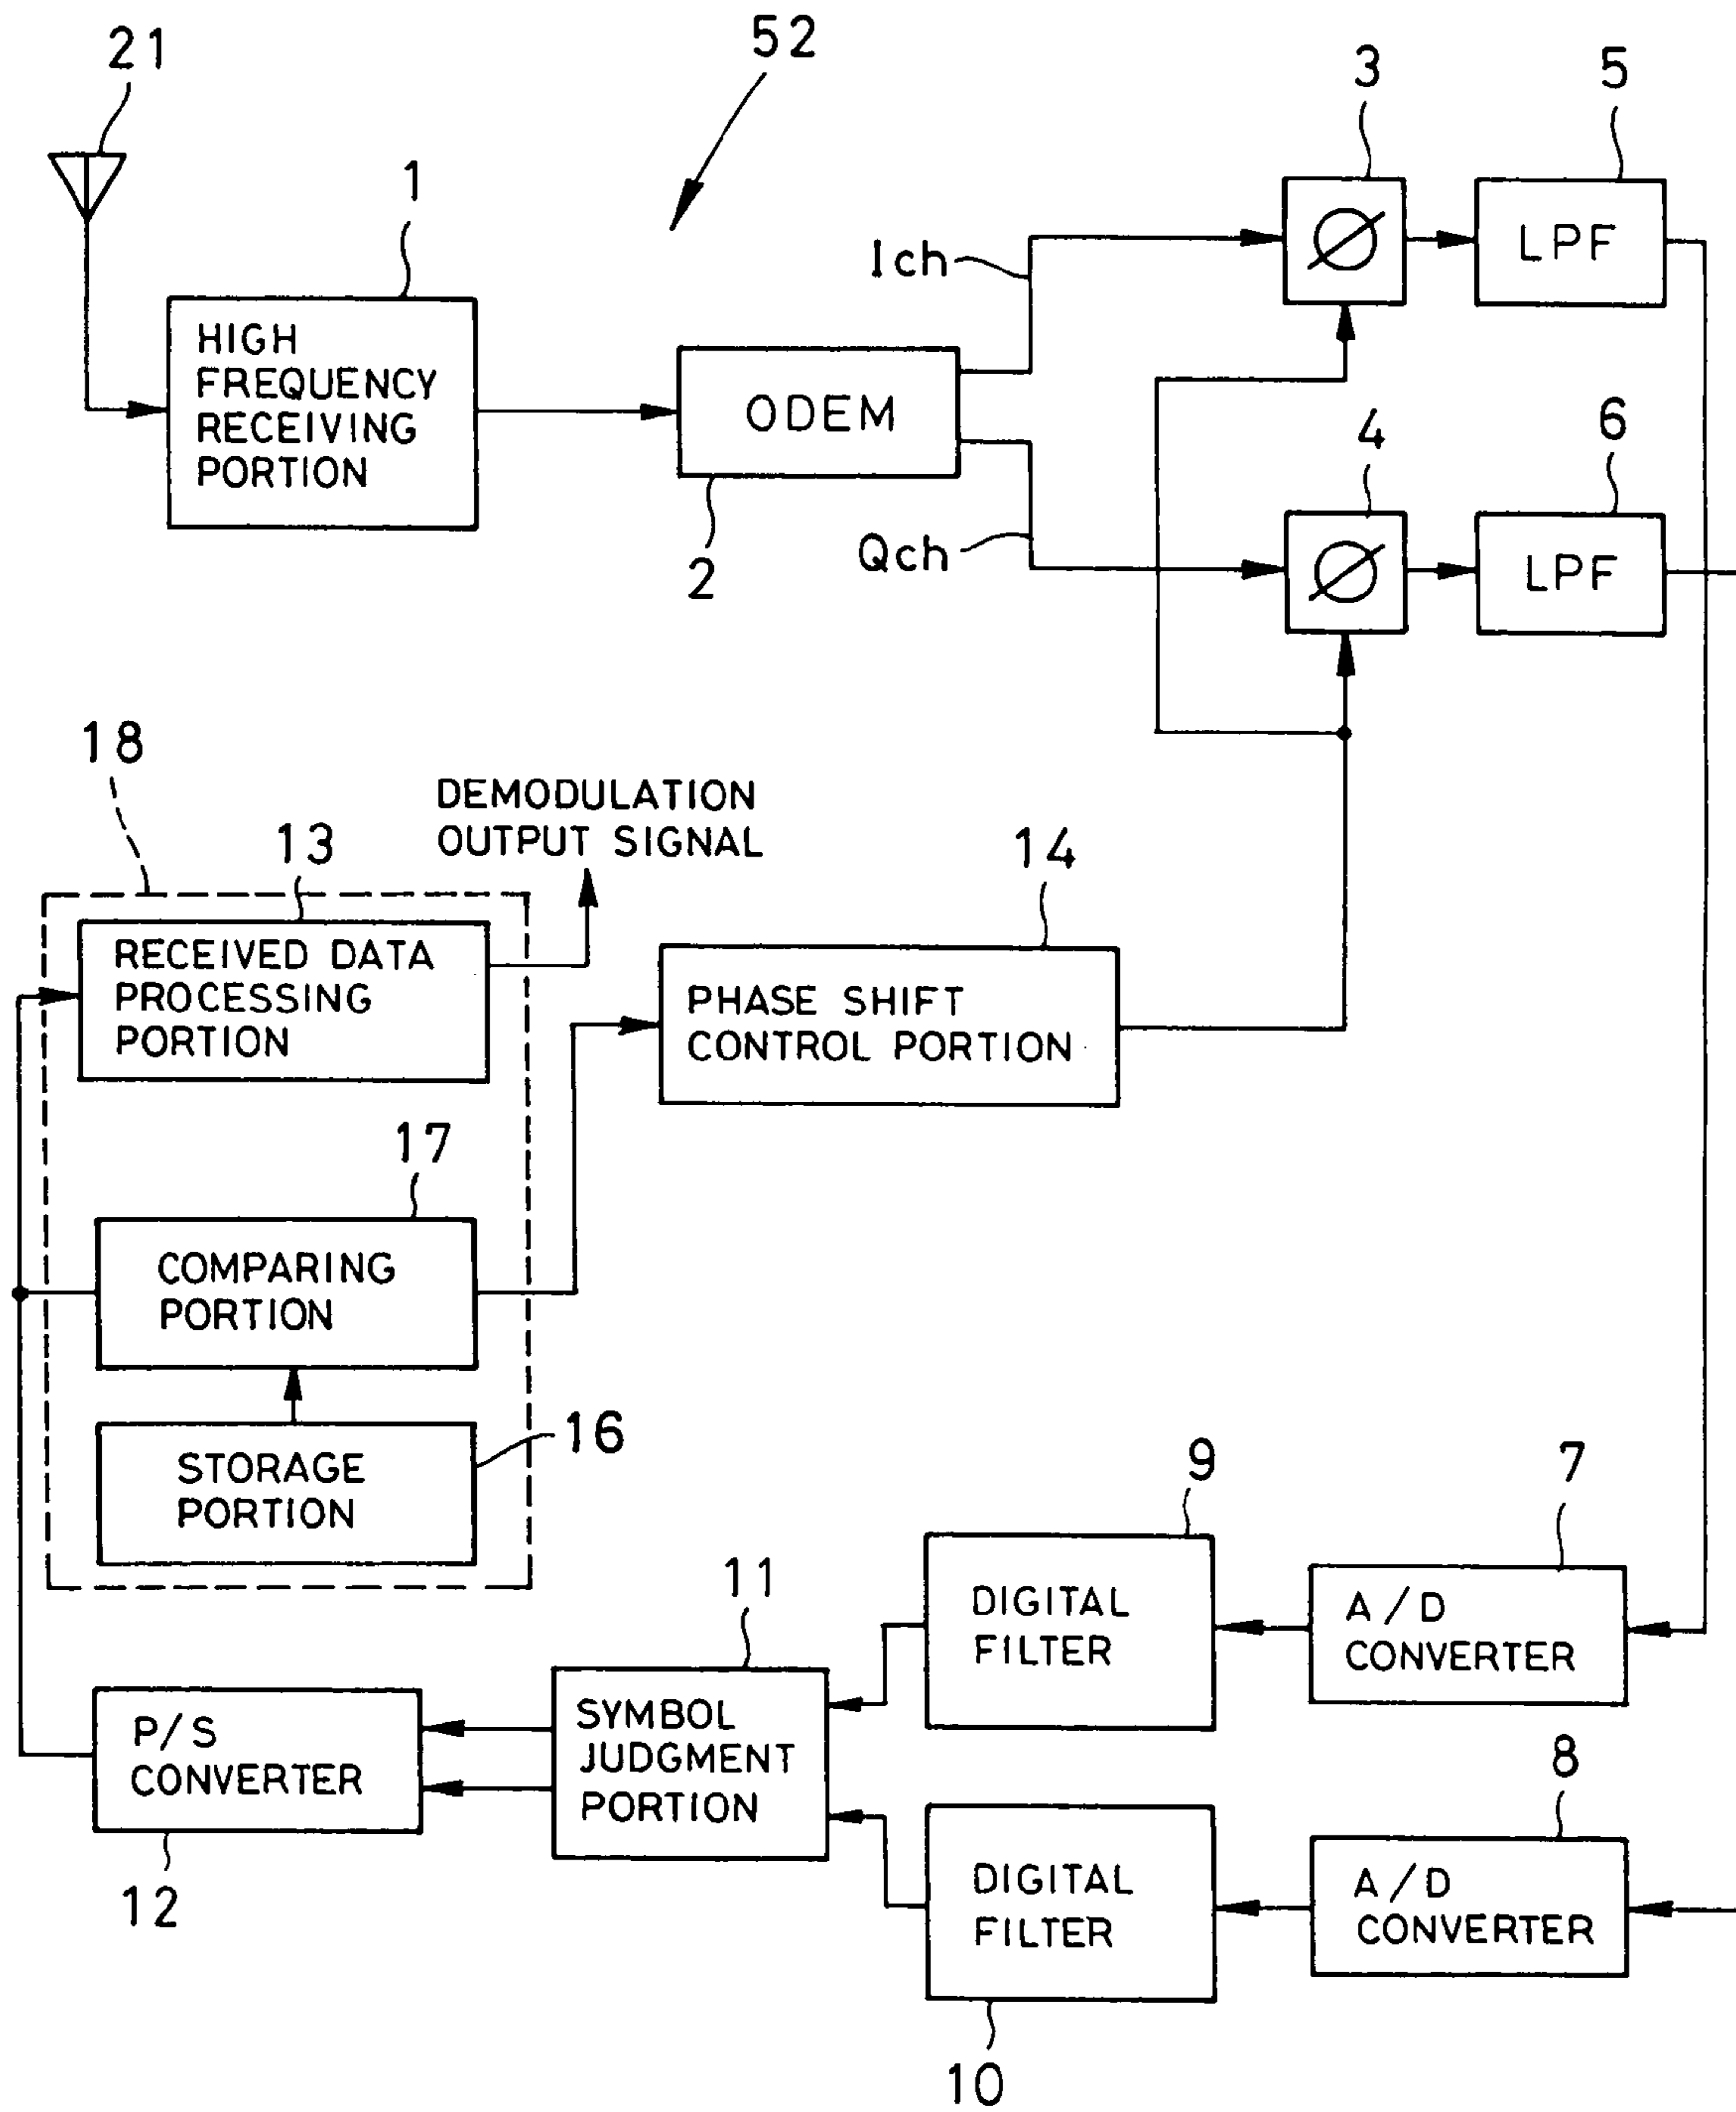 21
52
3
5
1
Ich
LPF
HIGH
FREQUENCY
RECEIVING
PORTION
ODEM
4
6
2
Qch
LPF
18
DEMODULATION
OUTPUT SIGNAL
13
14
RECEIVED DATA
PROCESSING
PORTION
PHASE SHIFT
CONTROL PORTION
17
COMPARING
PORTION
16
STORAGE
PORTION
9
7
11
DIGITAL
FILTER
A/D
CONVERTER
P/S
CONVERTER
SYMBOL
JUDGMENT
PORTION
8
12
DIGITAL
FILTER
A/D
CONVERTER
10